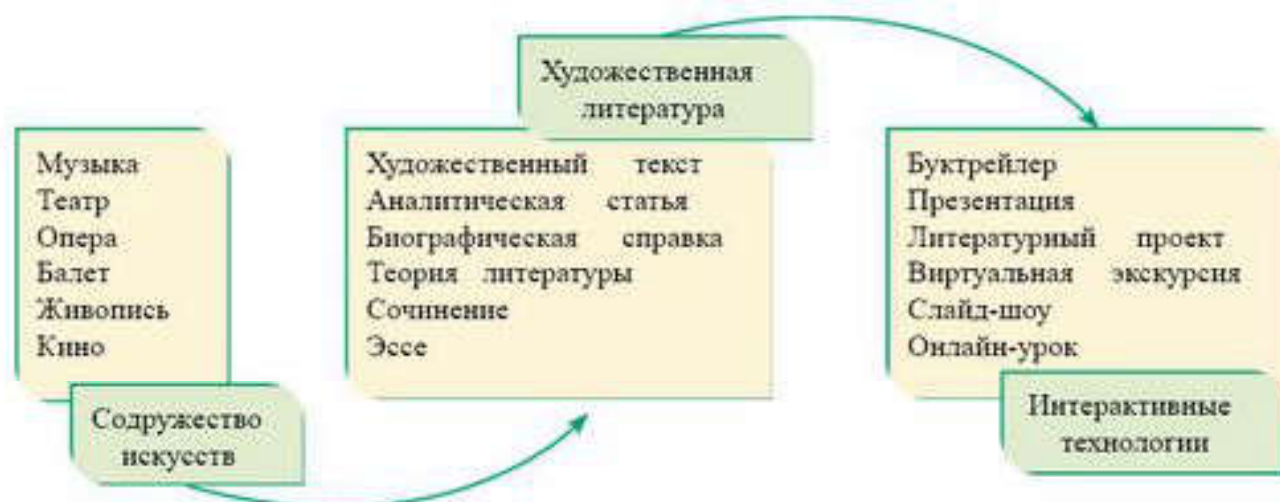 Художественная
литература
Музыка
Театр
Опера
Балет
Живопись
Кино
Содружество
искусств
Художественный текст
Аналитическая статья
Биографическая справка
Теория литературы
Сочинение
Эссе
Буктрейлер
Презентация
Литературный проект
Виртуальная экскурсия
Слайд-шоу
Онлайн-урок
Интерактивные
технологии